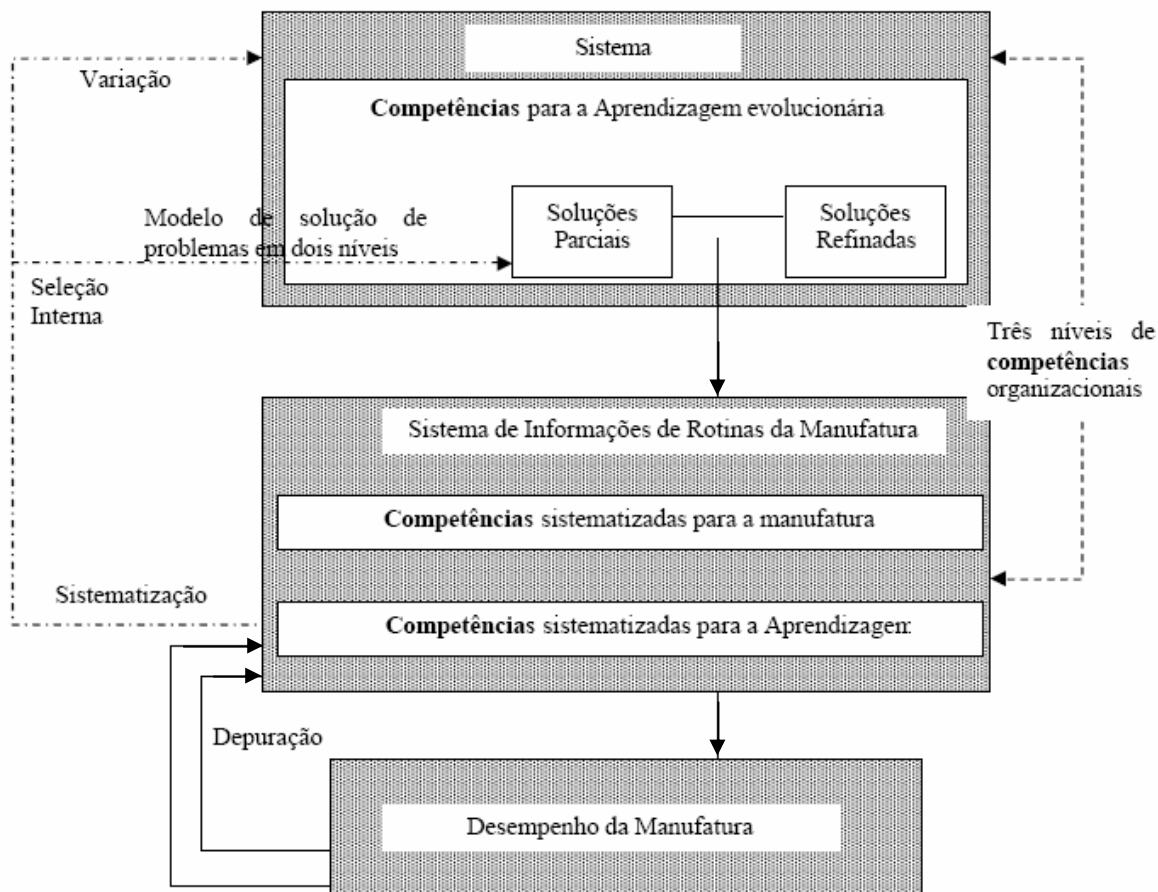 Sistema
Variação
Competências para a Aprendizagem evolucionária
Modelo de solução de
problemas em dois níveis
Soluções
Parciais
Soluções
Refinadas
Seleção
Interna
Três níveis de
competências
organizacionais
Sistema de Informações de Rotinas da Manufatura
Competências sistematizadas para a manufatura
Sistematização
Competências sistematizadas para a Aprendizagem
Depuração
Desempenho da Manufatura